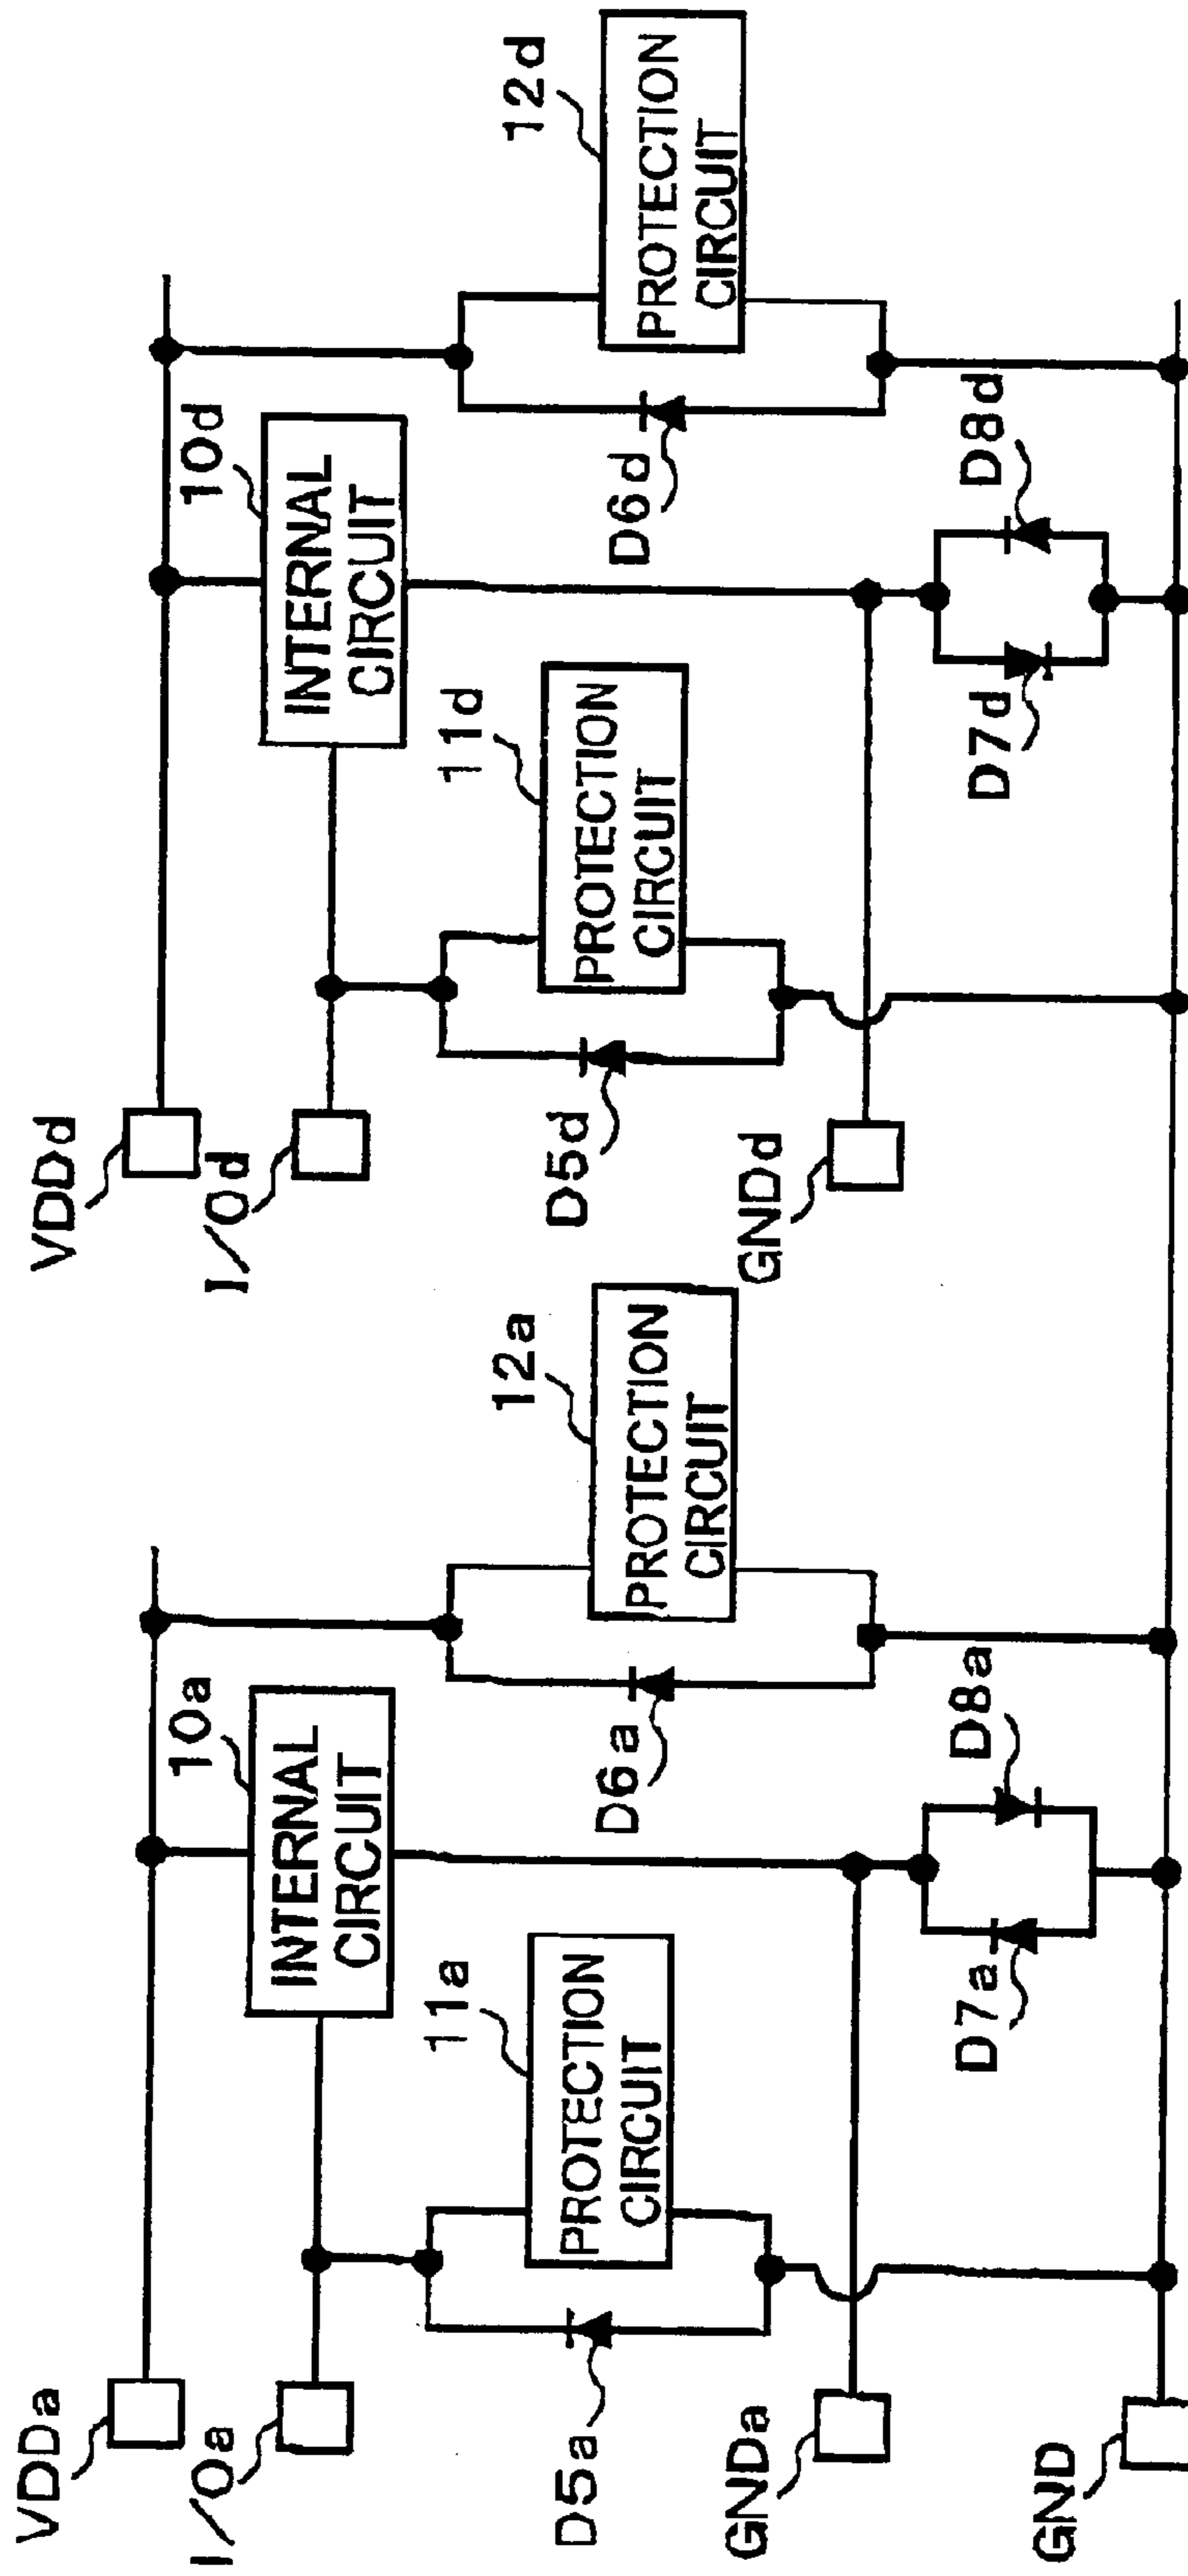 VDDa
I/Oa
10a
INTERNAL
CIRCUIT
11a
PROTECTION
CIRCUIT
D5a
12a
PROTECTION
CIRCUIT
D6a
GNDa
D7a
D8a
GND
VDDd
I/Od
10d
INTERNAL
CIRCUIT
11d
PROTECTION
CIRCUIT
D5d
12d
PROTECTION
CIRCUIT
D6d
GNDd
D7d
D8d